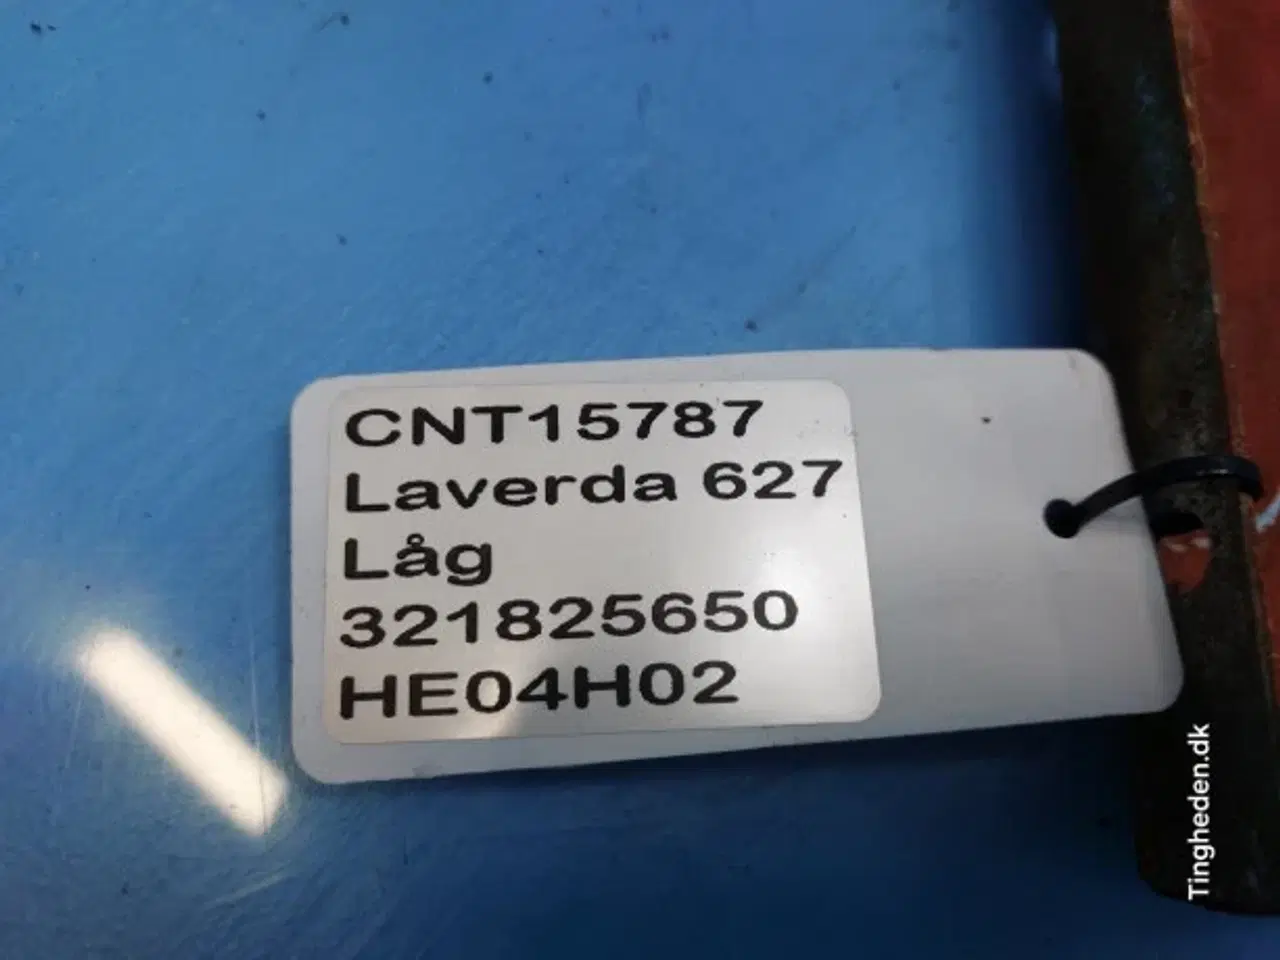 CNT15787
Laverda 627
Låg
321825650
HE04H02
Tingheden.dk